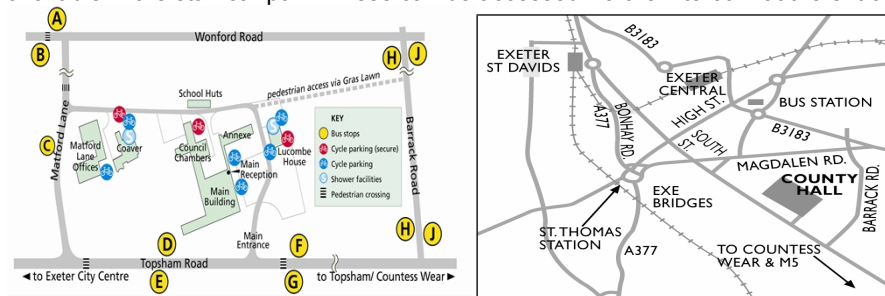 A
B
Wonford Road
H
J
pedestrian access via Gras Lawn
School Huts
Matford Lane
C
Matford
Lane
Offices
Coaver
Council
Chambers
Annexe
S
S
Lucombe
House
Main
Reception
Main
Building
Barrack Road
KEY
Bus stops
Cycle parking (secure)
Cycle parking
S
Shower facilities
Pedestrian crossing
H
J
D
Main
Entrance
F
Topsham Road
E
G
to Exeter City Centre
to Topsham/ Countess Wear
B3183
EXETER
ST DAVIDS
EXETER
CENTRAL
A377
BONHAY RD.
HIGH ST.
SOUTH
ST.
BUS STATION
B3183
MAGDALEN RD.
COUNTY
HALL
BARRACK RD.
EXE
BRIDGES
ST. THOMAS
STATION
A377
TO COUNTESS
WEAR & M5